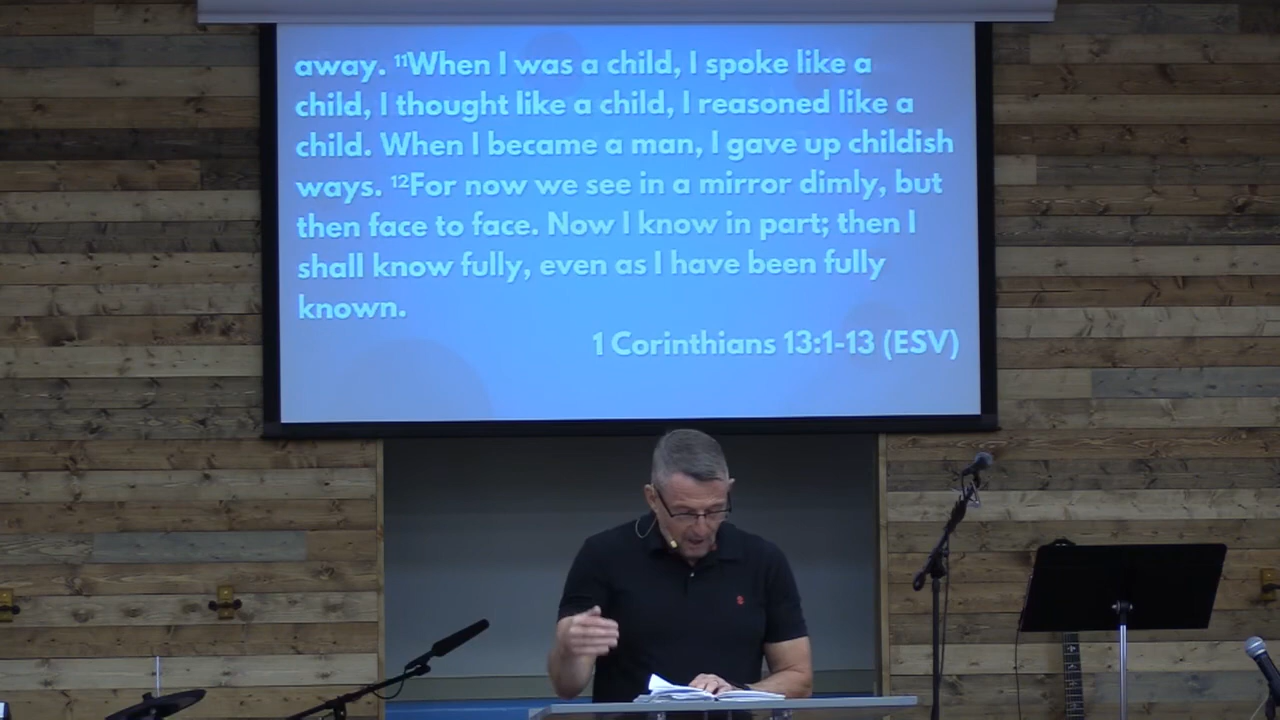 away. ¹¹When I was a child, I spoke like a
child, I thought like a child, I reasoned like a
child. When I became a man, I gave up childish
ways. ¹²For now we see in a mirror dimly, but
then face to face. Now I know in part; then I
shall know fully, even as I have been fully
known.
1 Corinthians 13:1-13 (ESV)